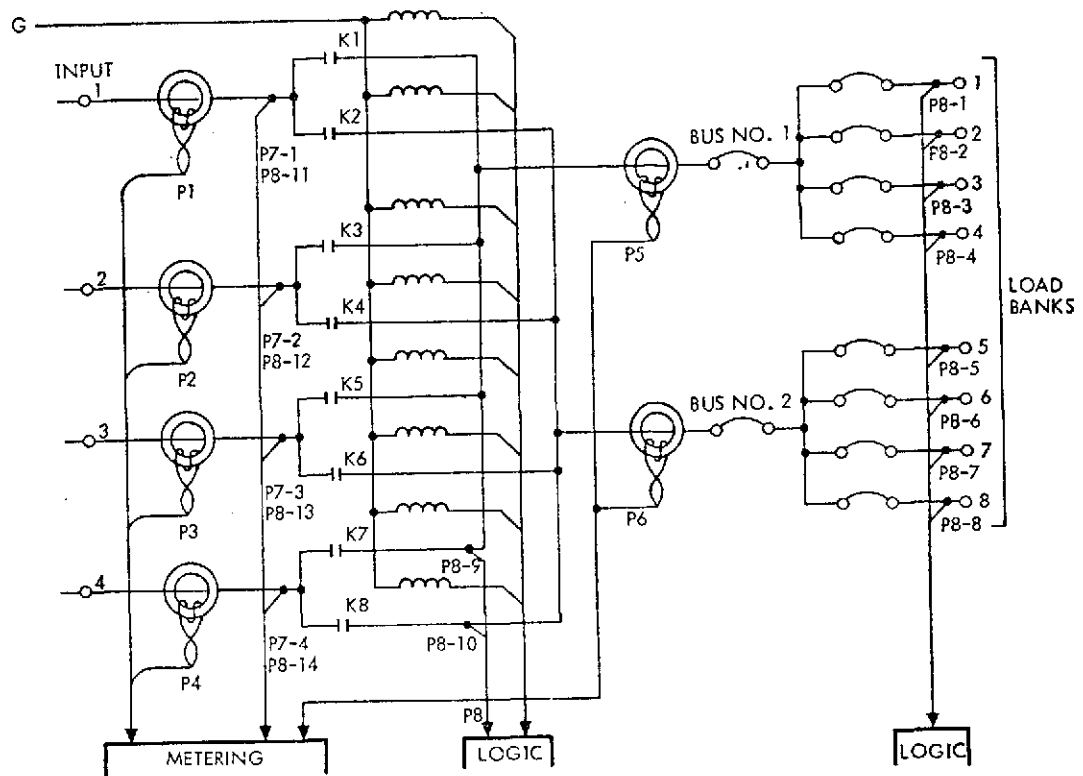 G
INPUT
1
K1
K2
P7-1
P8-11
P1
BUS NO. 1
P5
1
P8-1
2
F8-2
3
P8-3
4
P8-4
LOAD
BANKS
2
K3
K4
P7-2
P8-12
P2
3
K5
K6
P7-3
P8-13
P3
BUS NO. 2
P6
5
P8-5
6
P8-6
7
P8-7
8
P8-8
4
K7
P8-9
K8
P8-10
P7-4
P8-14
P4
P8
METERING
LOGIC
LOGIC